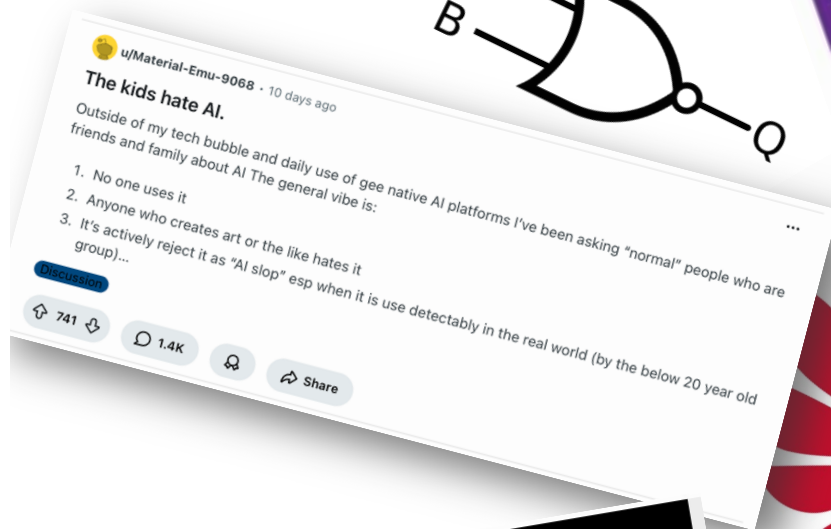 B
Q
u/Material-Emu-9068 · 10 days ago
The kids hate AI.
Outside of my tech bubble and daily use of gee native AI platforms I've been asking "normal" people who are
friends and family about AI The general vibe is:
1. No one uses it
2. Anyone who creates art or the like hates it
3. It's actively reject it as "AI slop" esp when it is use detectably in the real world (by the below 20 year old
group)...
Discussion
741
1.4K
Share